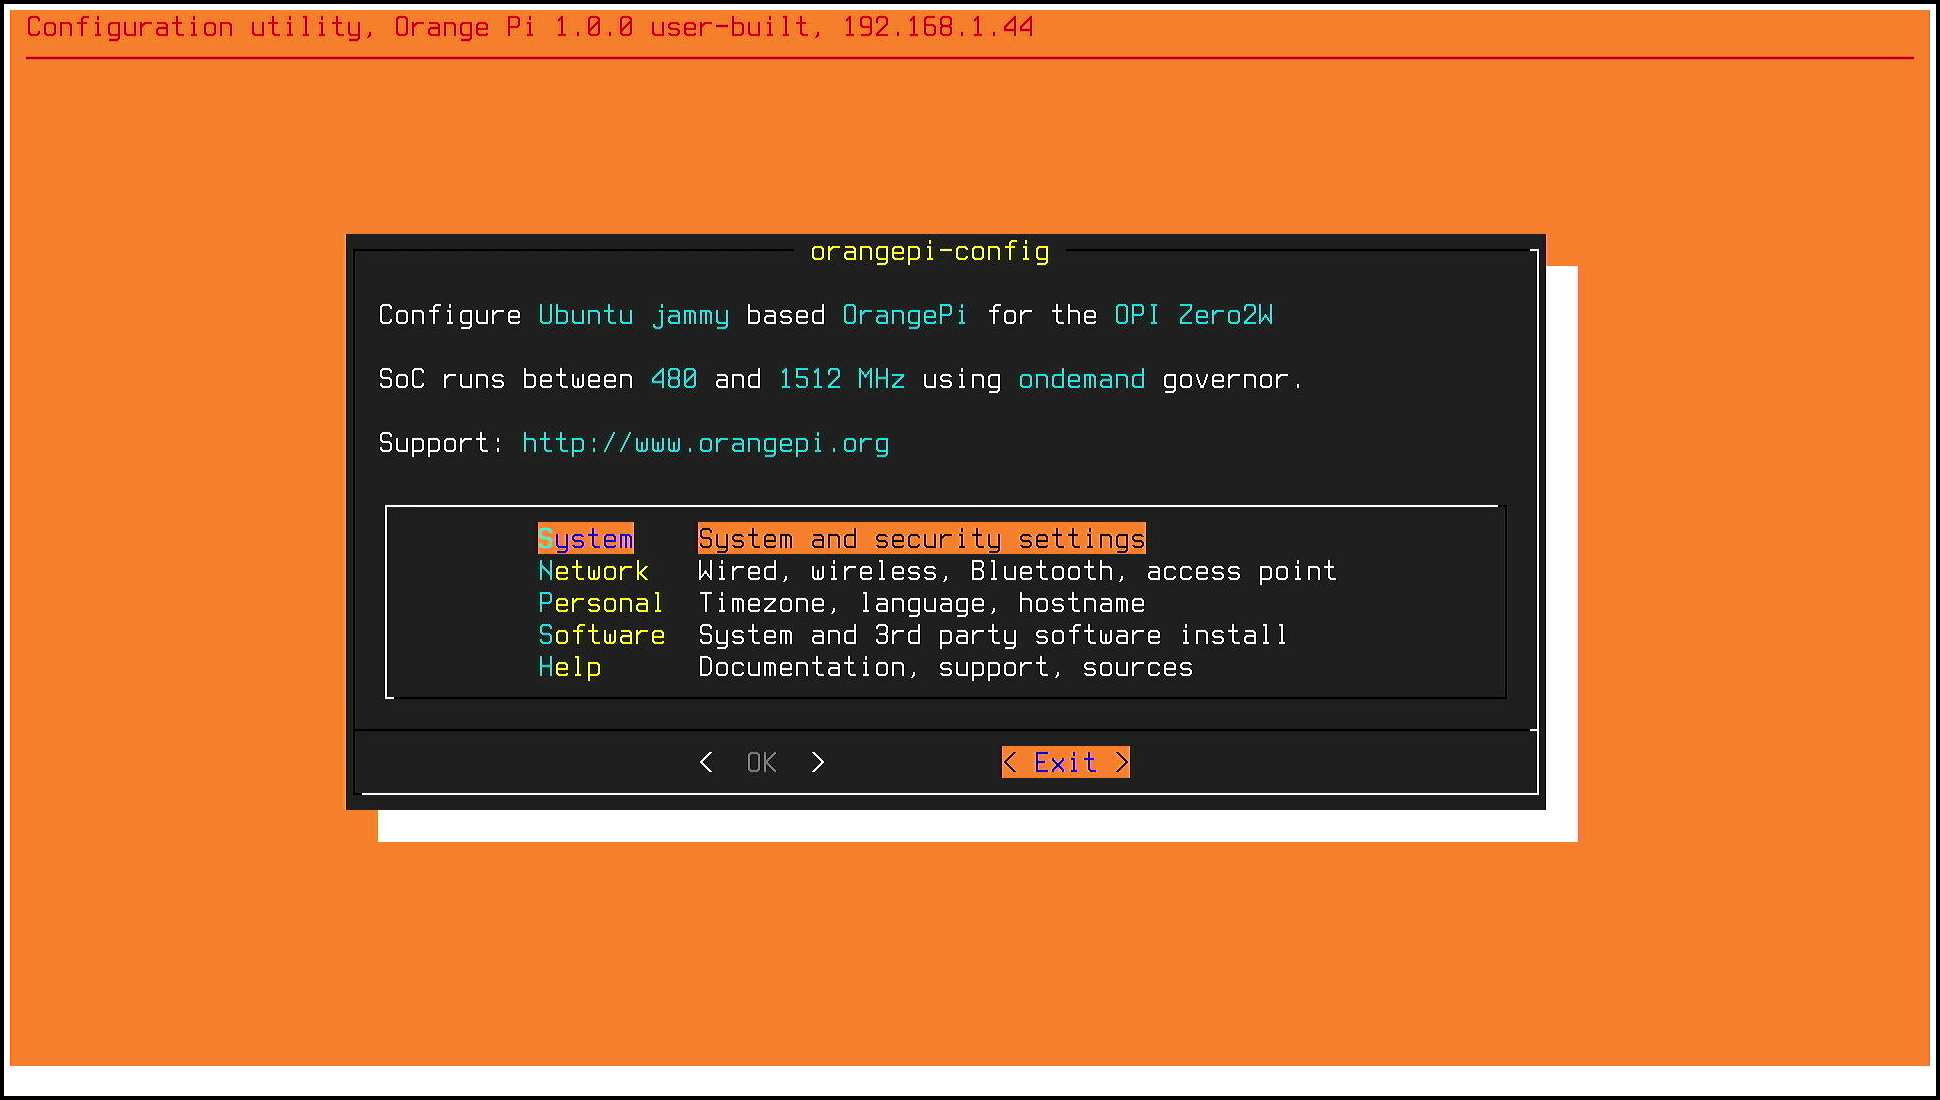 Configuration utility, Orange Pi 1.0.0 user-built, 192.168.1.44
orangepi-config
Configure Ubuntu jammy based OrangePi for the OPI Zero2W
SoC runs between 480 and 1512 MHz using ondemand governor.
Support: http://www.orangepi.org
System System and security settings
Network Wired, wireless, Bluetooth, access point
Personal Timezone, language, hostname
Software System and 3rd party software install
Help Documentation, support, sources
< OK > < Exit >